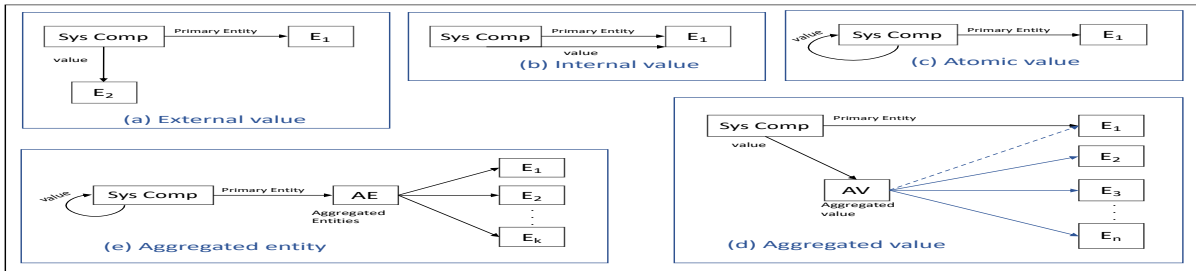 Sys Comp
Primary Entity
E1
value
E2
(a) External value
Sys Comp
Primary Entity
value
E1
(b) Internal value
value
Sys Comp
Primary Entity
E1
(c) Atomic value
value
Sys Comp
Primary Entity
AE
Aggregated
Entities
E1
E2
⋮
Ek
(e) Aggregated entity
Sys Comp
Primary Entity
value
AV
Aggregated
value
E1
E2
E3
⋮
En
(d) Aggregated value